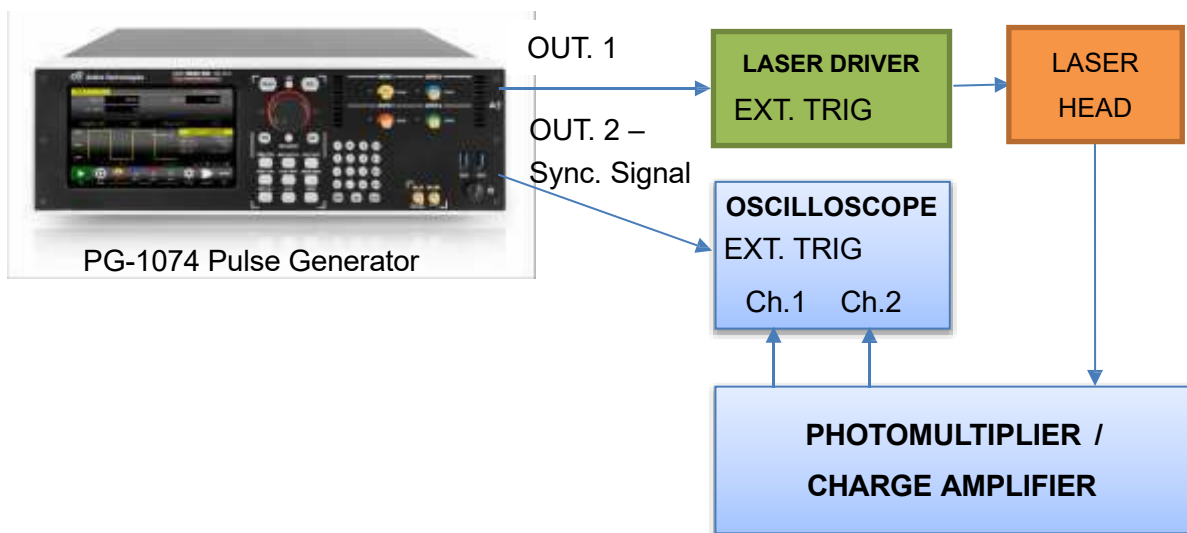 OUT. 1
LASER DRIVER
EXT. TRIG
LASER
HEAD
OUT. 2 –
Sync. Signal
OSCILLOSCOPE
EXT. TRIG
Ch.1 Ch.2
PG-1074 Pulse Generator
PHOTOMULTIPLIER /
CHARGE AMPLIFIER